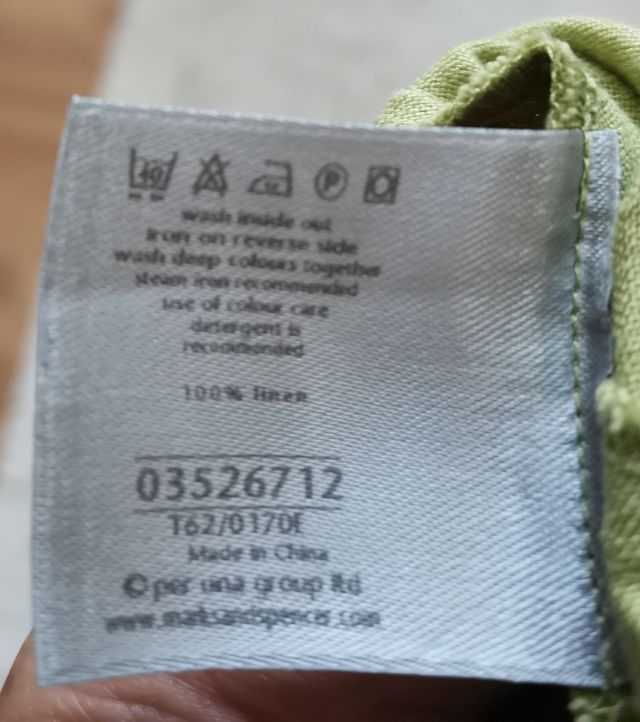 40 P
wash inside out
iron on reverse side
wash deep colours together
steam iron recommended
use of colour care
detergent is
recommended
100% linen
03526712
T62/0170F
Made in China
© per una group ltd
www.marksandspencer.com